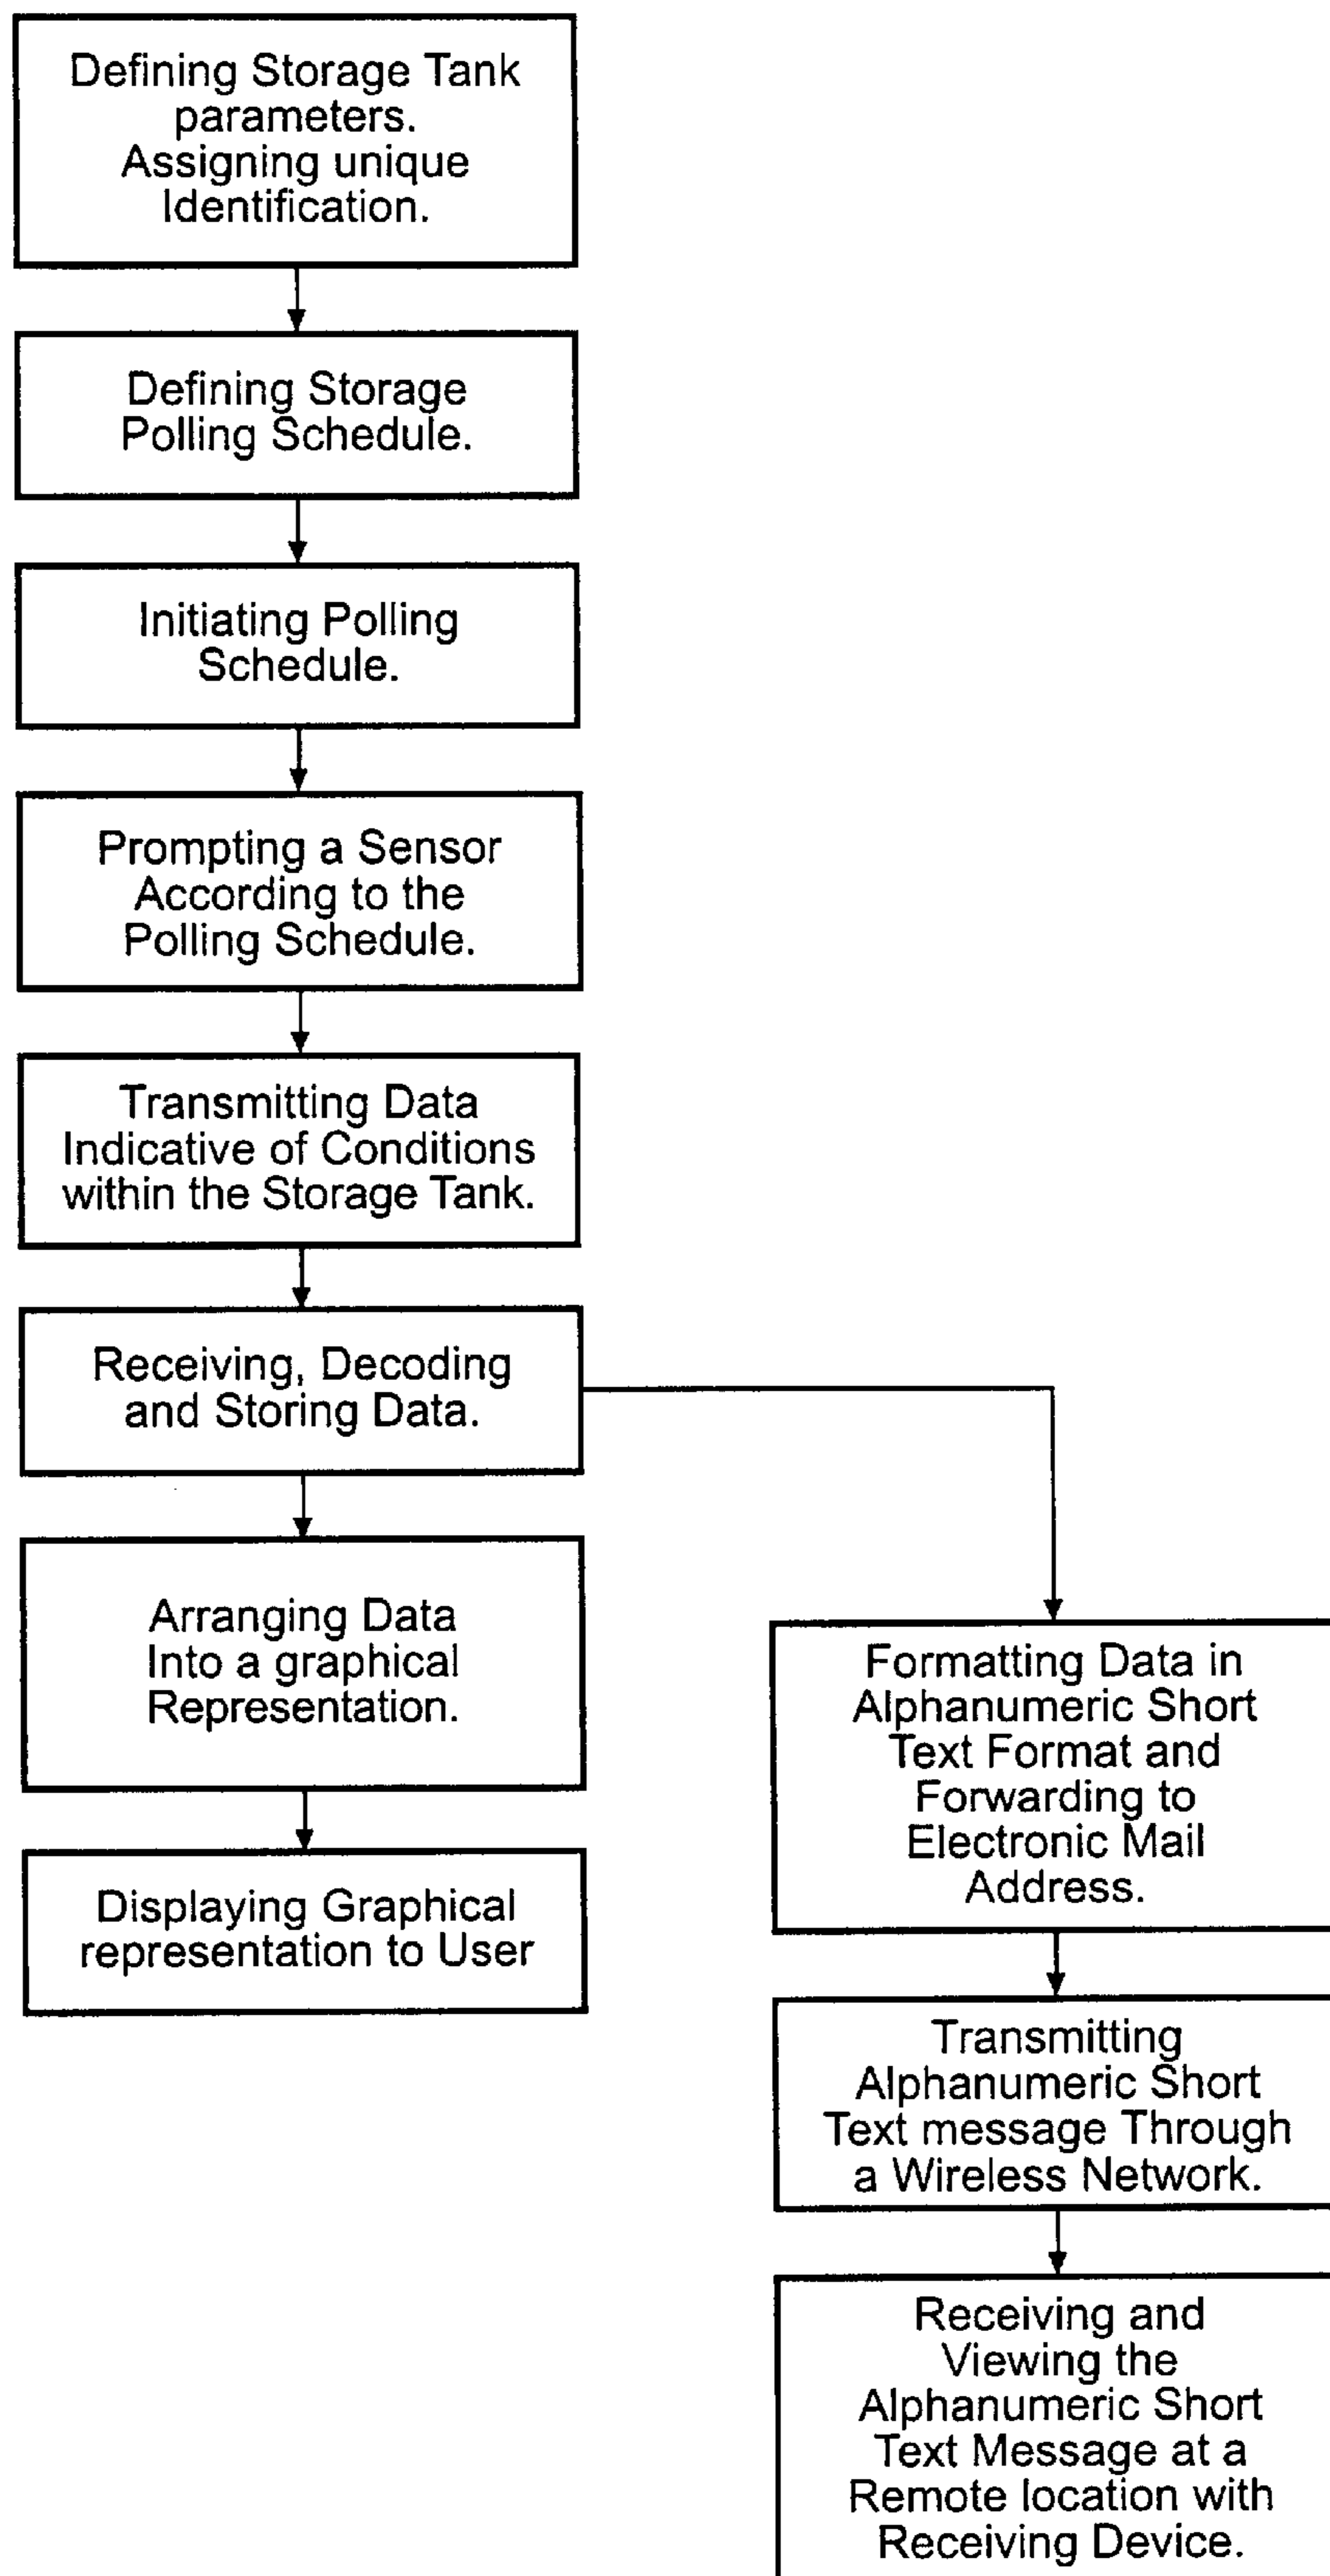 Defining Storage Tank
parameters.
Assigning unique
Identification.
Defining Storage
Polling Schedule.
Initiating Polling
Schedule.
Prompting a Sensor
According to the
Polling Schedule.
Transmitting Data
Indicative of Conditions
within the Storage Tank.
Receiving, Decoding
and Storing Data.
Arranging Data
Into a graphical
Representation.
Displaying Graphical
representation to User
Formatting Data in
Alphanumeric Short
Text Format and
Forwarding to
Electronic Mail
Address.
Transmitting
Alphanumeric Short
Text message Through
a Wireless Network.
Receiving and
Viewing the
Alphanumeric Short
Text Message at a
Remote location with
Receiving Device.